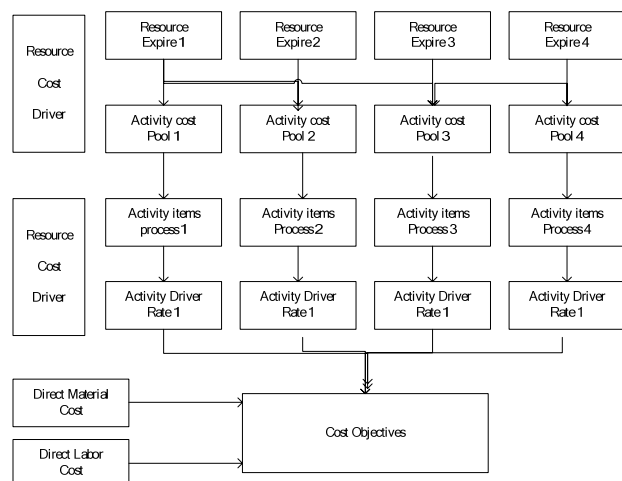 Resource
Cost
Driver
Resource
Expire 1
Resource
Expire 2
Resource
Expire 3
Resource
Expire 4
Activity cost
Pool 1
Activity cost
Pool 2
Activity cost
Pool 3
Activity cost
Pool 4
Resource
Cost
Driver
Activity items
process 1
Activity items
Process 2
Activity items
Process 3
Activity items
Process 4
Activity Driver
Rate 1
Activity Driver
Rate 1
Activity Driver
Rate 1
Activity Driver
Rate 1
Direct Material
Cost
Cost Objectives
Direct Labor
Cost